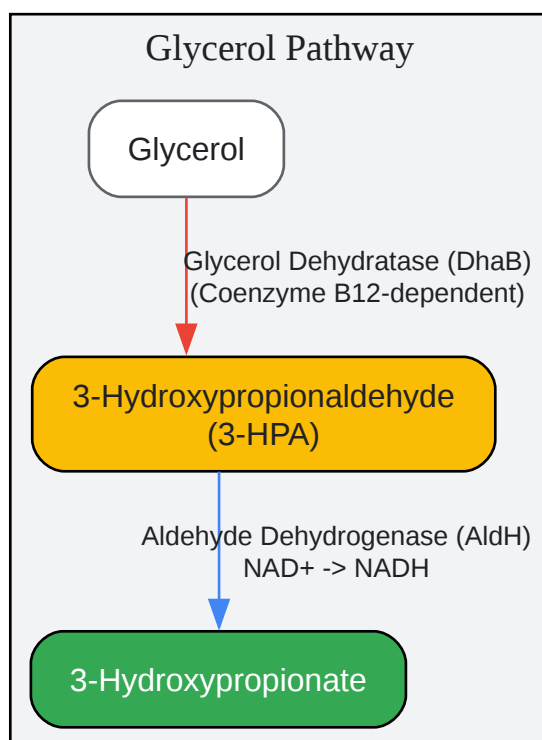 Glycerol Pathway
Glycerol
Glycerol Dehydratase (DhaB)
(Coenzyme B12-dependent)
3-Hydroxypropionaldehyde
(3-HPA)
Aldehyde Dehydrogenase (AldH)
NAD+ -> NADH
3-Hydroxypropionate